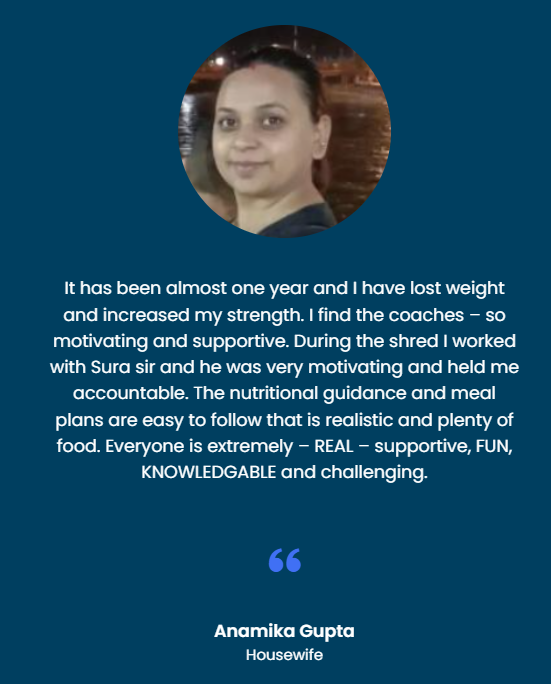 It has been almost one year and I have lost weight
and increased my strength. I find the coaches – so
motivating and supportive. During the shred I worked
with Sura sir and he was very motivating and held me
accountable. The nutritional guidance and meal
plans are easy to follow that is realistic and plenty of
food. Everyone is extremely – REAL – supportive, FUN,
KNOWLEDGABLE and challenging.
“
Anamika Gupta
Housewife